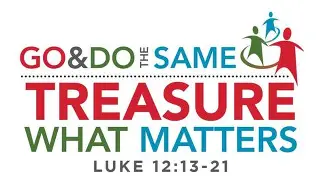 GO&DO THE SAME
TREASURE
WHAT MATTERS
LUKE 12:13-21